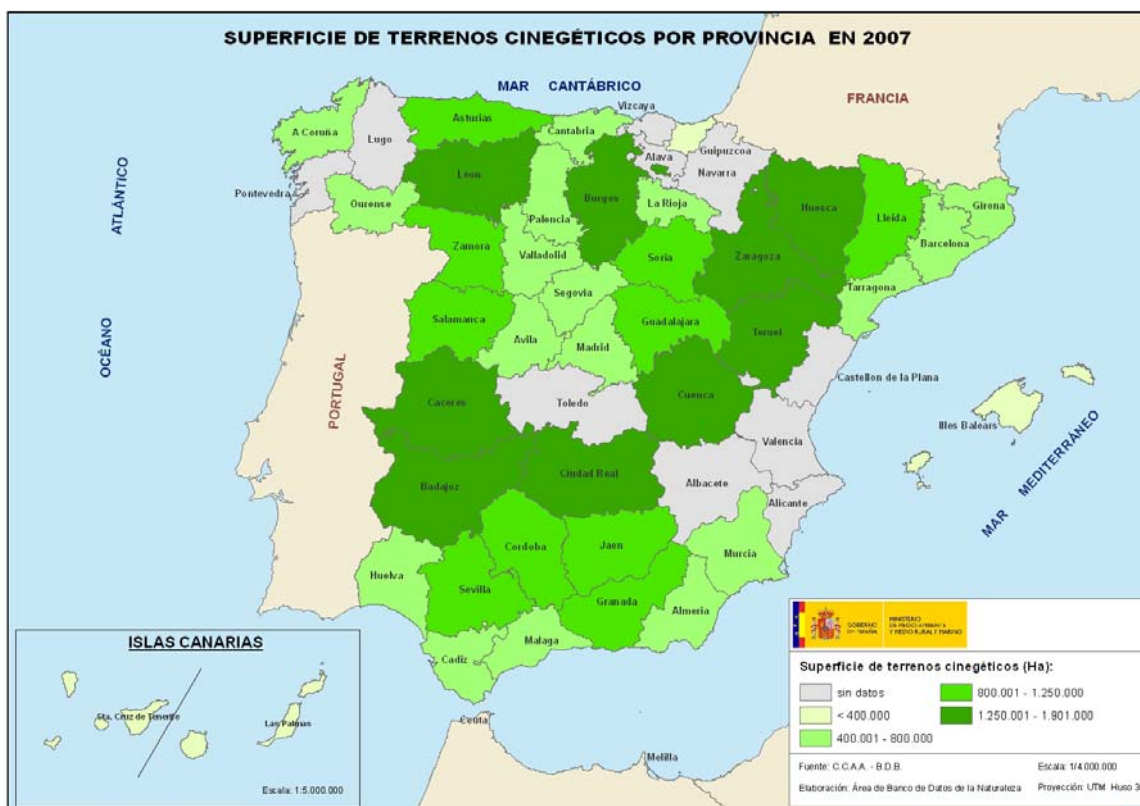 SUPERFICIE DE TERRENOS CINEGÉTICOS POR PROVINCIA EN 2007
MAR CANTÁBRICO
FRANCIA
Vizcaya
Asturias
Cantabria
A Coruña
Lugo
Guipuzcoa
Alava
Navarra
Leon
Pontevedra
Ourense
Burgos
La Rioja
Huesca
Lleida
Girona
Palencia
Barcelona
ATLÁNTICO
Zamora
Valladolid
Soria
Zaragoza
Segovia
Tarragona
Salamanca
Guadalajara
Teruel
Avila
Madrid
OCÉANO
PORTUGAL
Castellon de la Plana
Caceres
Toledo
Cuenca
Illes Balears
Valencia
MAR MEDITERRÁNEO
Badajoz
Ciudad Real
Albacete
Alicante
Cordoba
Jaen
Murcia
Huelva
Sevilla
Granada
Almeria
Malaga
Cadiz
Ceuta
Melilla
ISLAS CANARIAS
Sta. Cruz de Tenerife
Las Palmas
Escala: 1:5.000.000
GOBIERNO
DE ESPAÑA
MINISTERIO
DE MEDIO AMBIENTE
Y MEDIO RURAL Y MARINO
Superficie de terrenos cinegéticos (Ha):
sin datos
< 400.000
400.001 - 800.000
800.001 - 1.250.000
1.250.001 - 1.901.000
Fuente: C.C.A.A. - B.D.B.
Escala: 1/4.000.000
Elaboración: Área de Banco de Datos de la Naturaleza
Proyección: UTM Huso 3